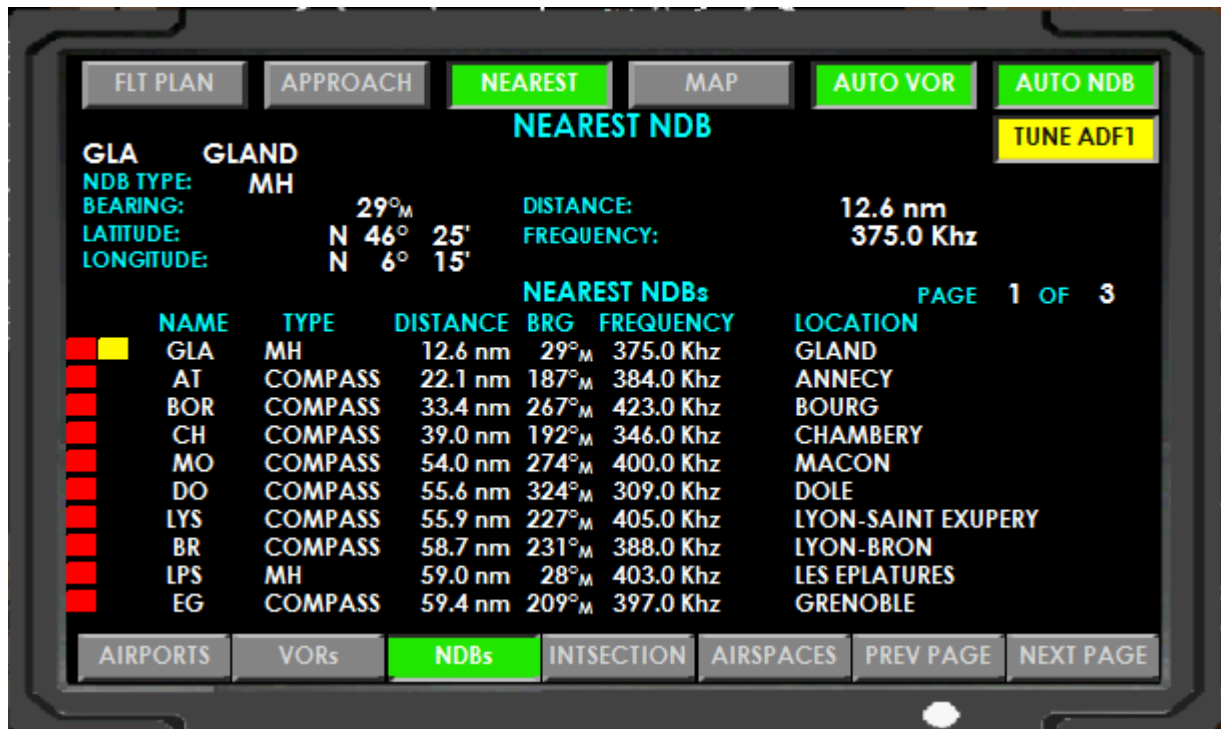 FLT PLAN APPROACH NEAREST MAP AUTO VOR AUTO NDB
NEAREST NDB TUNE ADF1
GLA GLAND
NDB TYPE: MH
BEARING: 29°M DISTANCE: 12.6 nm
LATITUDE: N 46° 25' FREQUENCY: 375.0 Khz
LONGITUDE: N 6° 15'
NEAREST NDBs PAGE 1 OF 3
NAME TYPE DISTANCE BRG FREQUENCY LOCATION
GLA MH 12.6 nm 29°M 375.0 Khz GLAND
AT COMPASS 22.1 nm 187°M 384.0 Khz ANNECY
BOR COMPASS 33.4 nm 267°M 423.0 Khz BOURG
CH COMPASS 39.0 nm 192°M 346.0 Khz CHAMBERY
MO COMPASS 54.0 nm 274°M 400.0 Khz MACON
DO COMPASS 55.6 nm 324°M 309.0 Khz DOLE
LYS COMPASS 55.9 nm 227°M 405.0 Khz LYON-SAINT EXUPERY
BR COMPASS 58.7 nm 231°M 388.0 Khz LYON-BRON
LPS MH 59.0 nm 28°M 403.0 Khz LES EPLATURES
EG COMPASS 59.4 nm 209°M 397.0 Khz GRENOBLE
AIRPORTS VORs NDBs INTSECTION AIRSPACES PREV PAGE NEXT PAGE